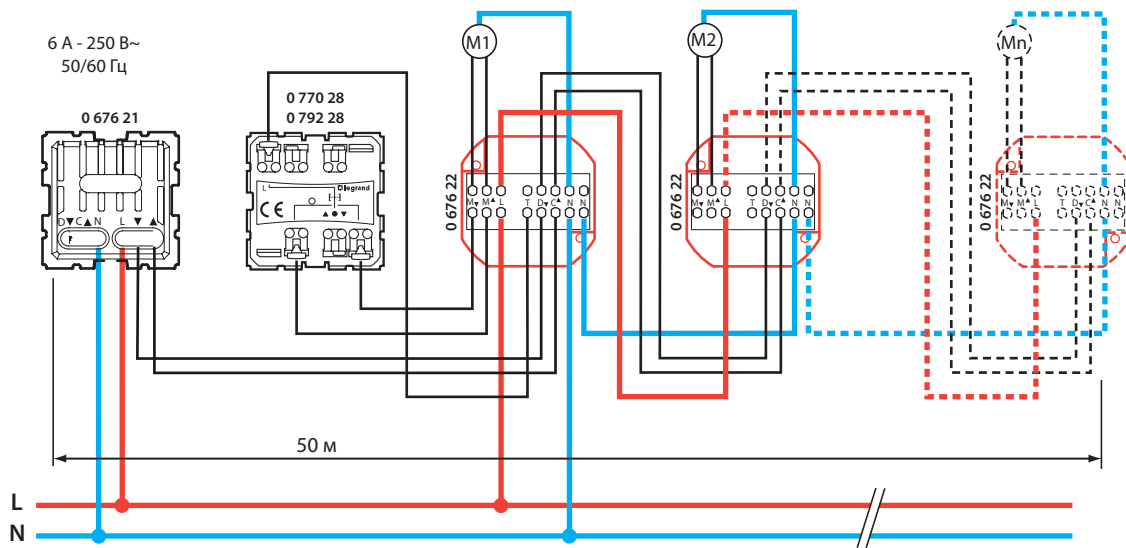 6 А - 250 В~
50/60 Гц
0 676 21
0 770 28
0 792 28
M1
M2
Mn
D▼C▲N L ▼ ▲
L
legrand
CE
▲ ● ▼
0 676 22
M▼ M▲ L T D▼ C▲ N N
0 676 22
M▼ M▲ L T D▼ C▲ N N
0 676 22
M▼ M▲ L T D▼ C▲ N N
50 м
L
N